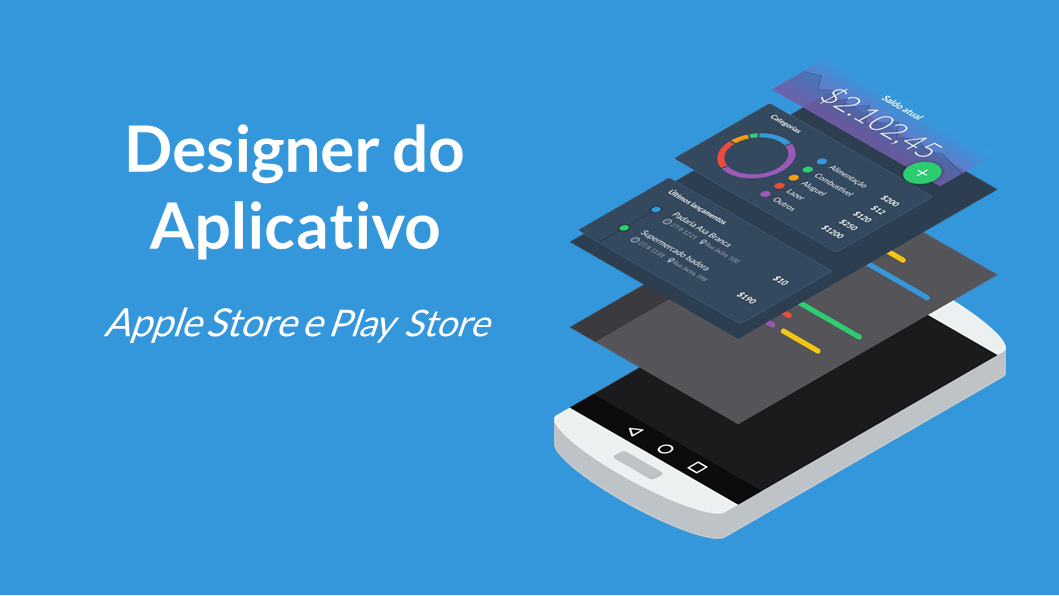 Designer do
Aplicativo
Apple Store e Play Store
Saldo atual
$2.102,45
+
Categorias
Alimentação $200
Combustível $12
Aluguel $120
Lazer $250
Outros $1200
Últimos lançamentos
Padaria Asa Branca
$10
Supermercado Isadora
$190